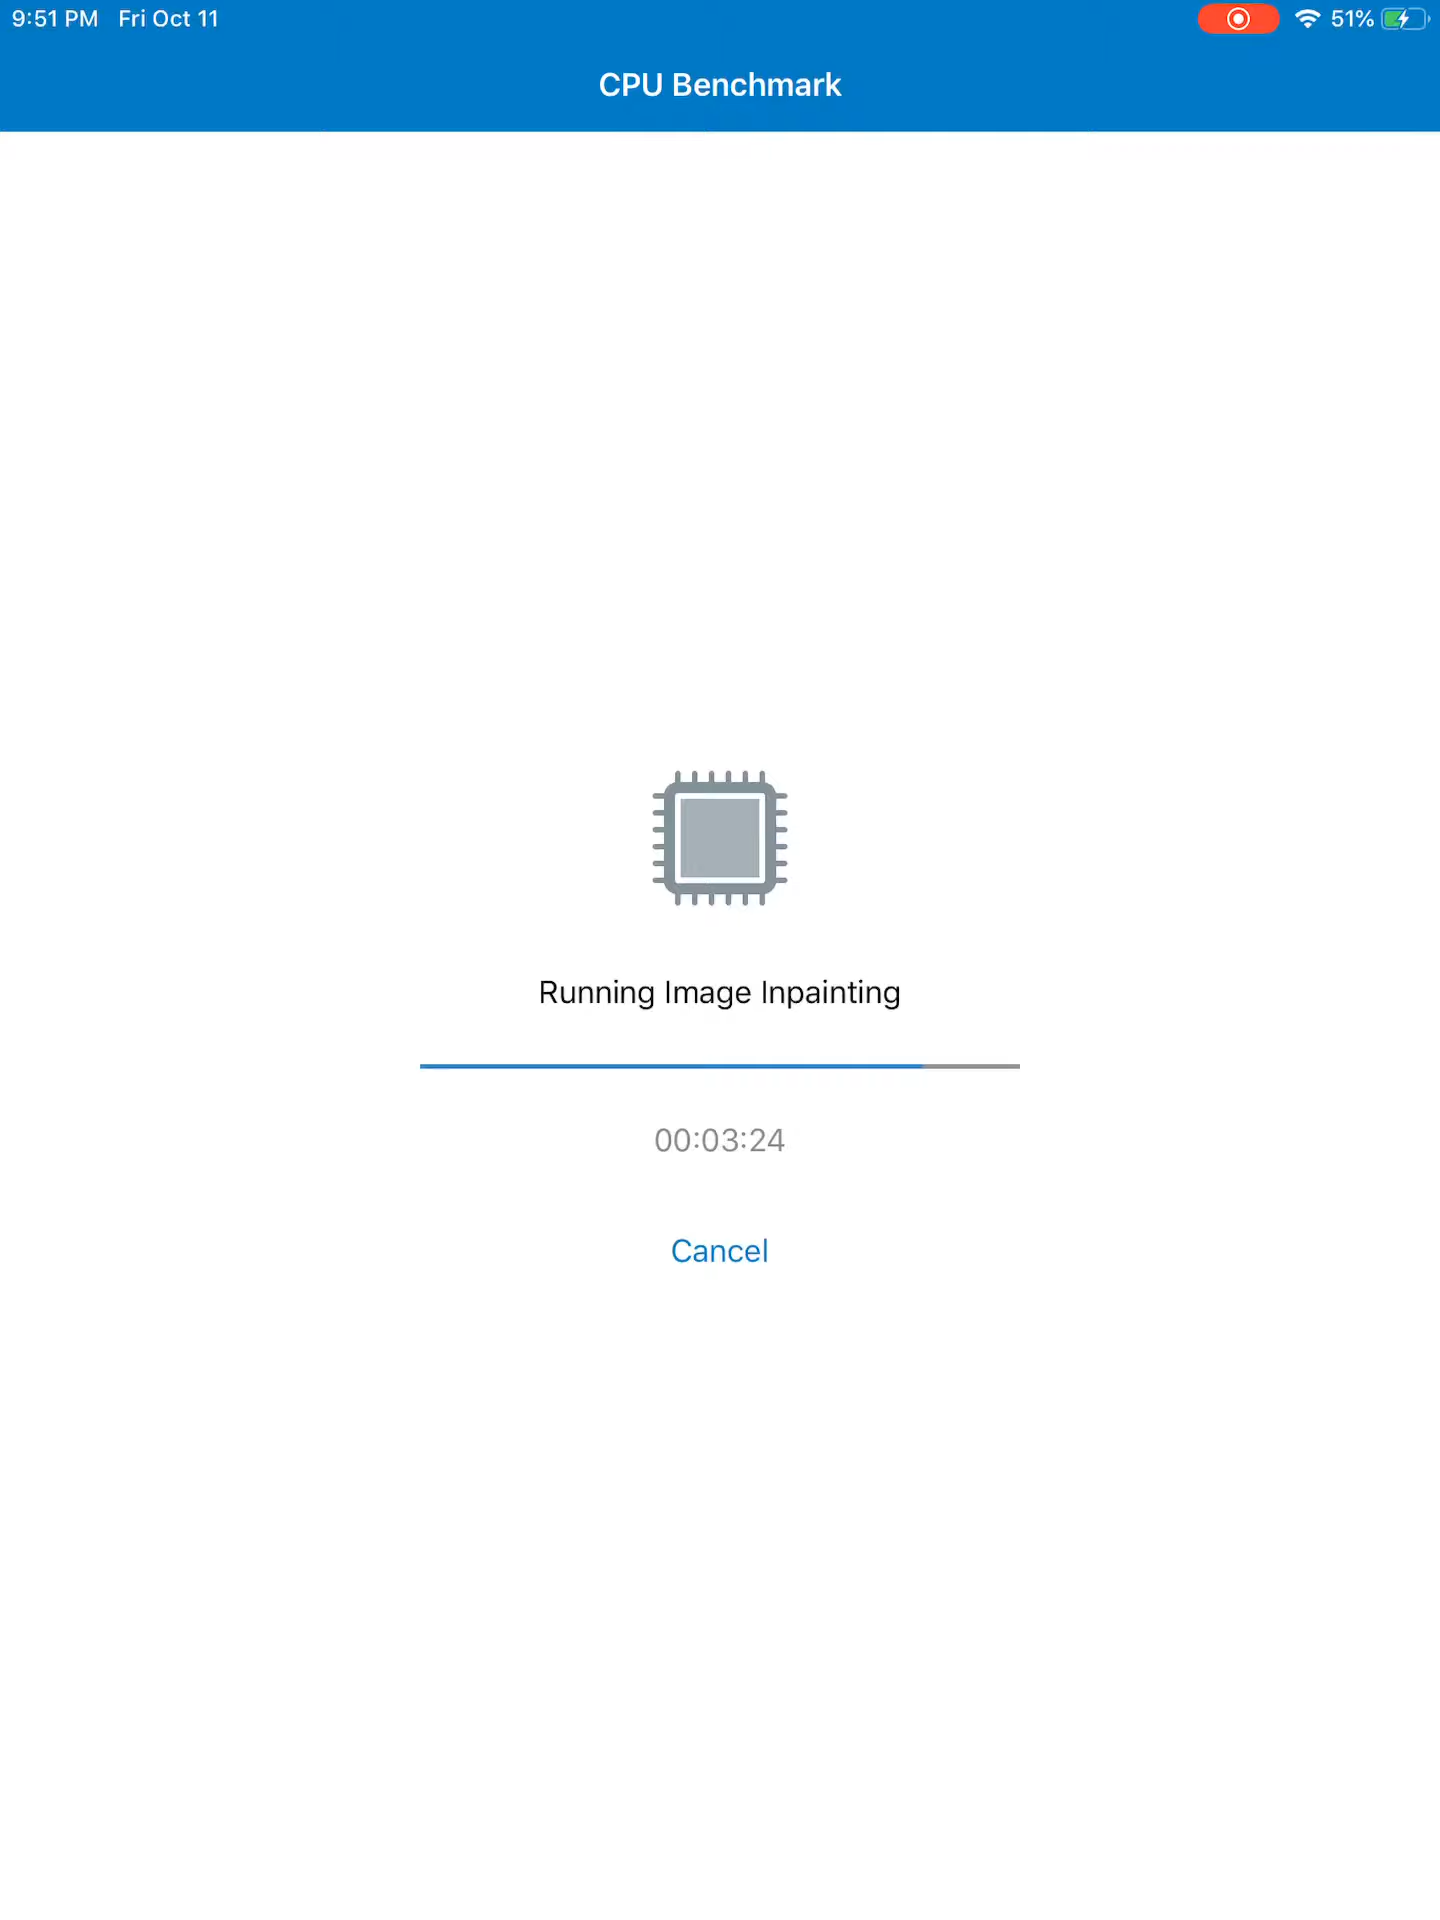 9:51 PM Fri Oct 11 51%
CPU Benchmark
Running Image Inpainting
00:03:24
Cancel